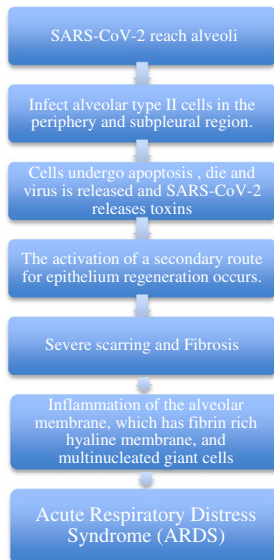 SARS-CoV-2 reach alveoli
Infect alveolar type II cells in the
periphery and subpleural region.
Cells undergo apoptosis , die and
virus is released and SARS-CoV-2
releases toxins
The activation of a secondary route
for epithelium regeneration occurs.
Severe scarring and Fibrosis
Inflammation of the alveolar
membrane, which has fibrin rich
hyaline membrane, and
multinucleated giant cells
Acute Respiratory Distress
Syndrome (ARDS)